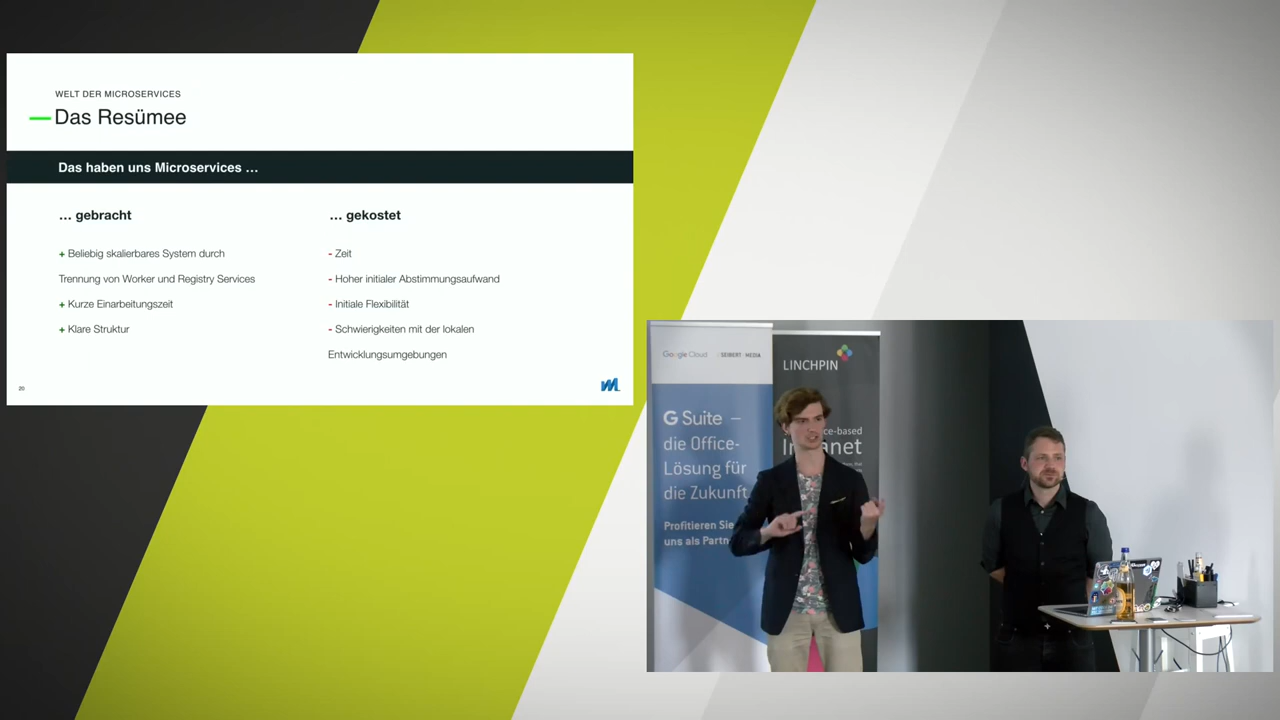 WELT DER MICROSERVICES
Das Resümee
Das haben uns Microservices ...
... gebracht
+ Beliebig skalierbares System durch
Trennung von Worker und Registry Services
+ Kurze Einarbeitungszeit
+ Klare Struktur
... gekostet
- Zeit
- Hoher initialer Abstimmungsaufwand
- Initiale Flexibilität
- Schwierigkeiten mit der lokalen
Entwicklungsumgebungen
20
Google Cloud
SEIBERT MEDIA
G Suite –
die Office-
Lösung für
die Zukunft
Profitieren Sie
uns als Partn
LINCHPIN
ce-based
In anet